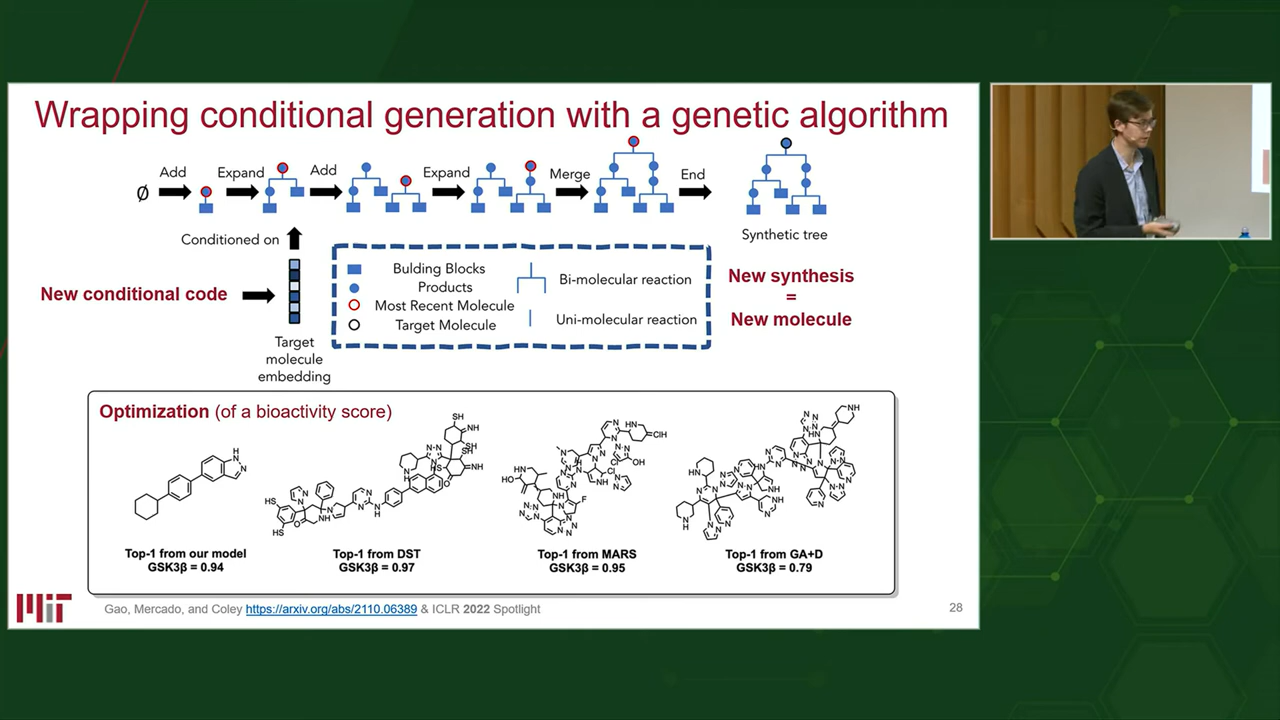 Wrapping conditional generation with a genetic algorithm
Ø
Add
Expand
Add
Expand
Merge
End
Conditioned on
Synthetic tree
New conditional code
Target
molecule
embedding
Bulding Blocks
Products
Most Recent Molecule
Target Molecule
Bi-molecular reaction
Uni-molecular reaction
New synthesis
=
New molecule
Optimization (of a bioactivity score)
Top-1 from our model
GSK3β = 0.94
Top-1 from DST
GSK3β = 0.97
Top-1 from MARS
GSK3β = 0.95
Top-1 from GA+D
GSK3β = 0.79
MIT
Gao, Mercado, and Coley https://arxiv.org/abs/2110.06389 & ICLR 2022 Spotlight
28